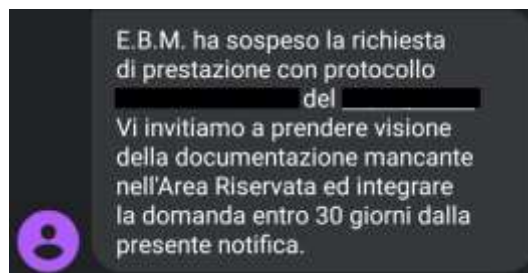 E.B.M. ha sospeso la richiesta
di prestazione con protocollo
del
Vi invitiamo a prendere visione
della documentazione mancante
nell'Area Riservata ed integrare
la domanda entro 30 giorni dalla
presente notifica.